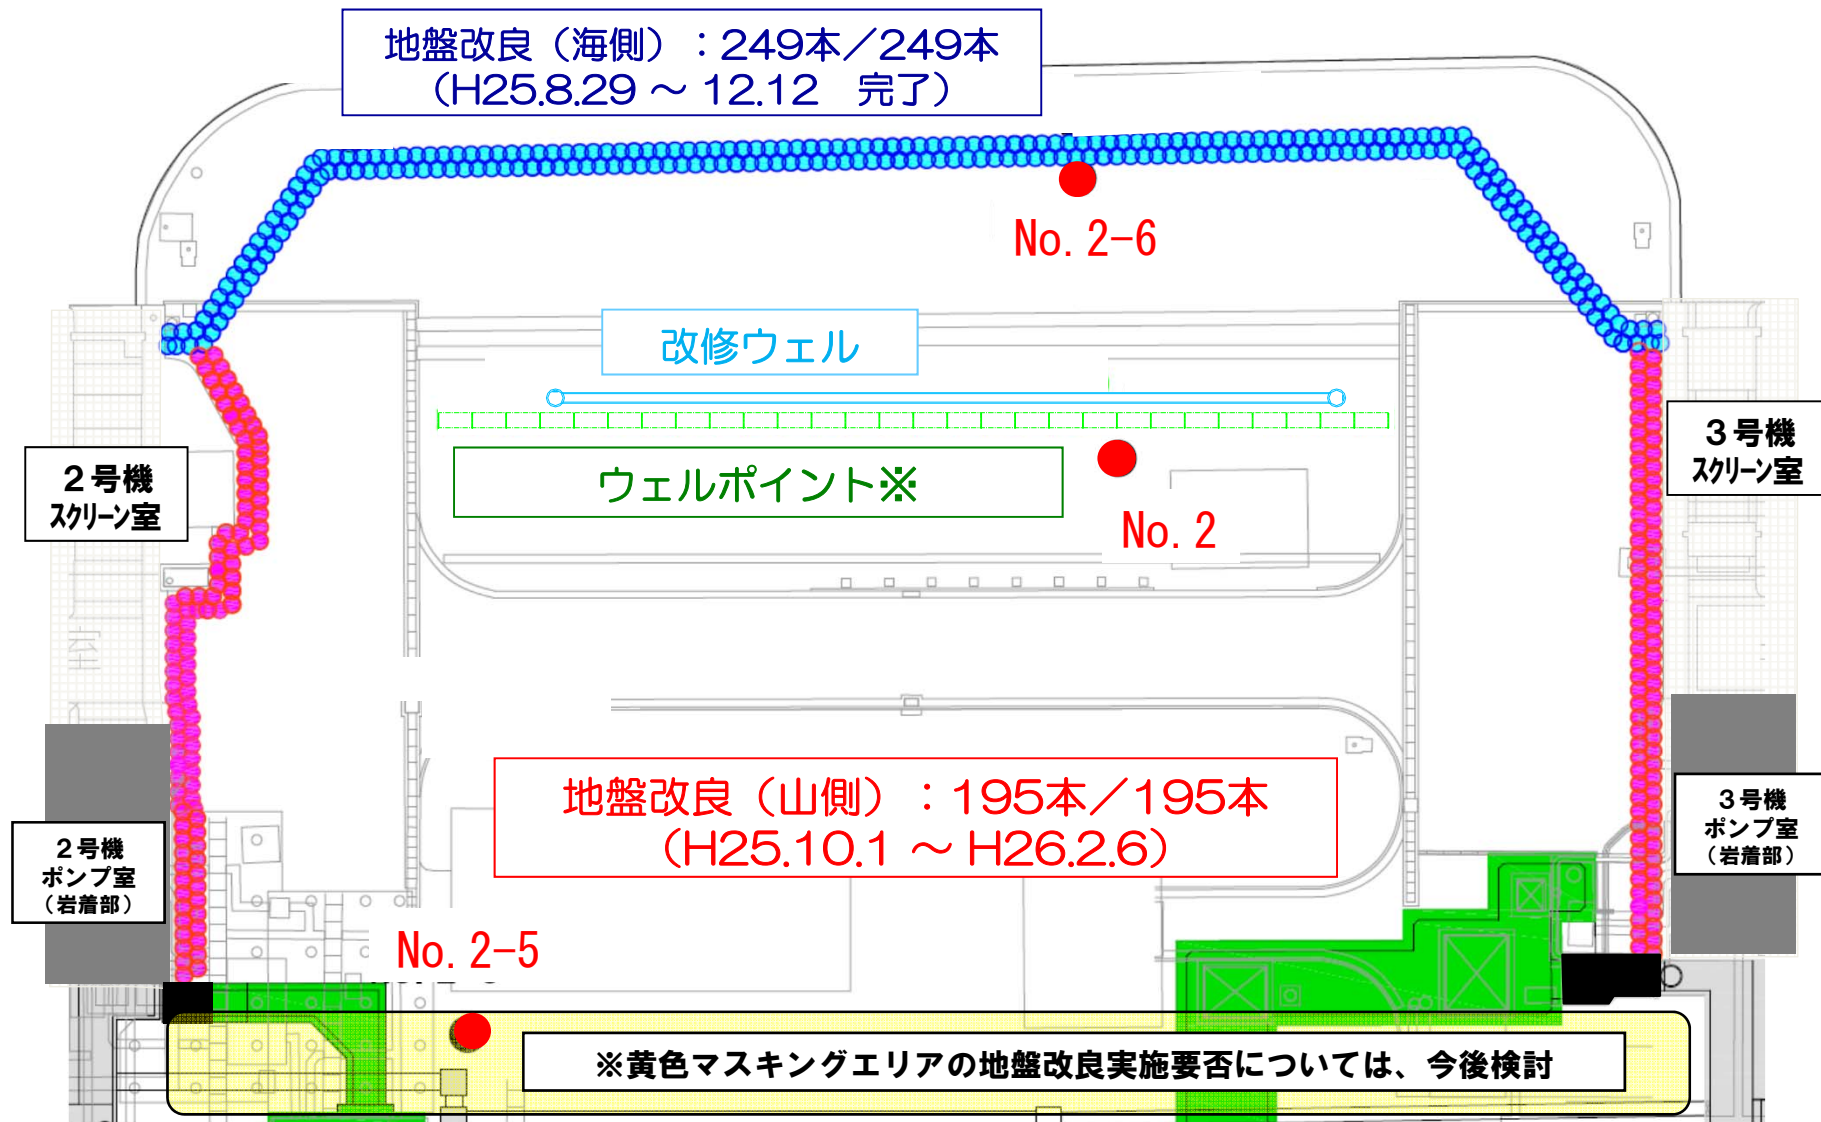 地盤改良（海側）：249本／249本
（H25.8.29 ～ 12.12　完了）
No. 2-6
改修ウェル
ウェルポイント※
No. 2
２号機
スクリーン室
３号機
スクリーン室
地盤改良（山側）：195本／195本
（H25.10.1 ～ H26.2.6）
２号機
ポンプ室
（岩着部）
３号機
ポンプ室
（岩着部）
No. 2-5
※黄色マスキングエリアの地盤改良実施要否については、今後検討